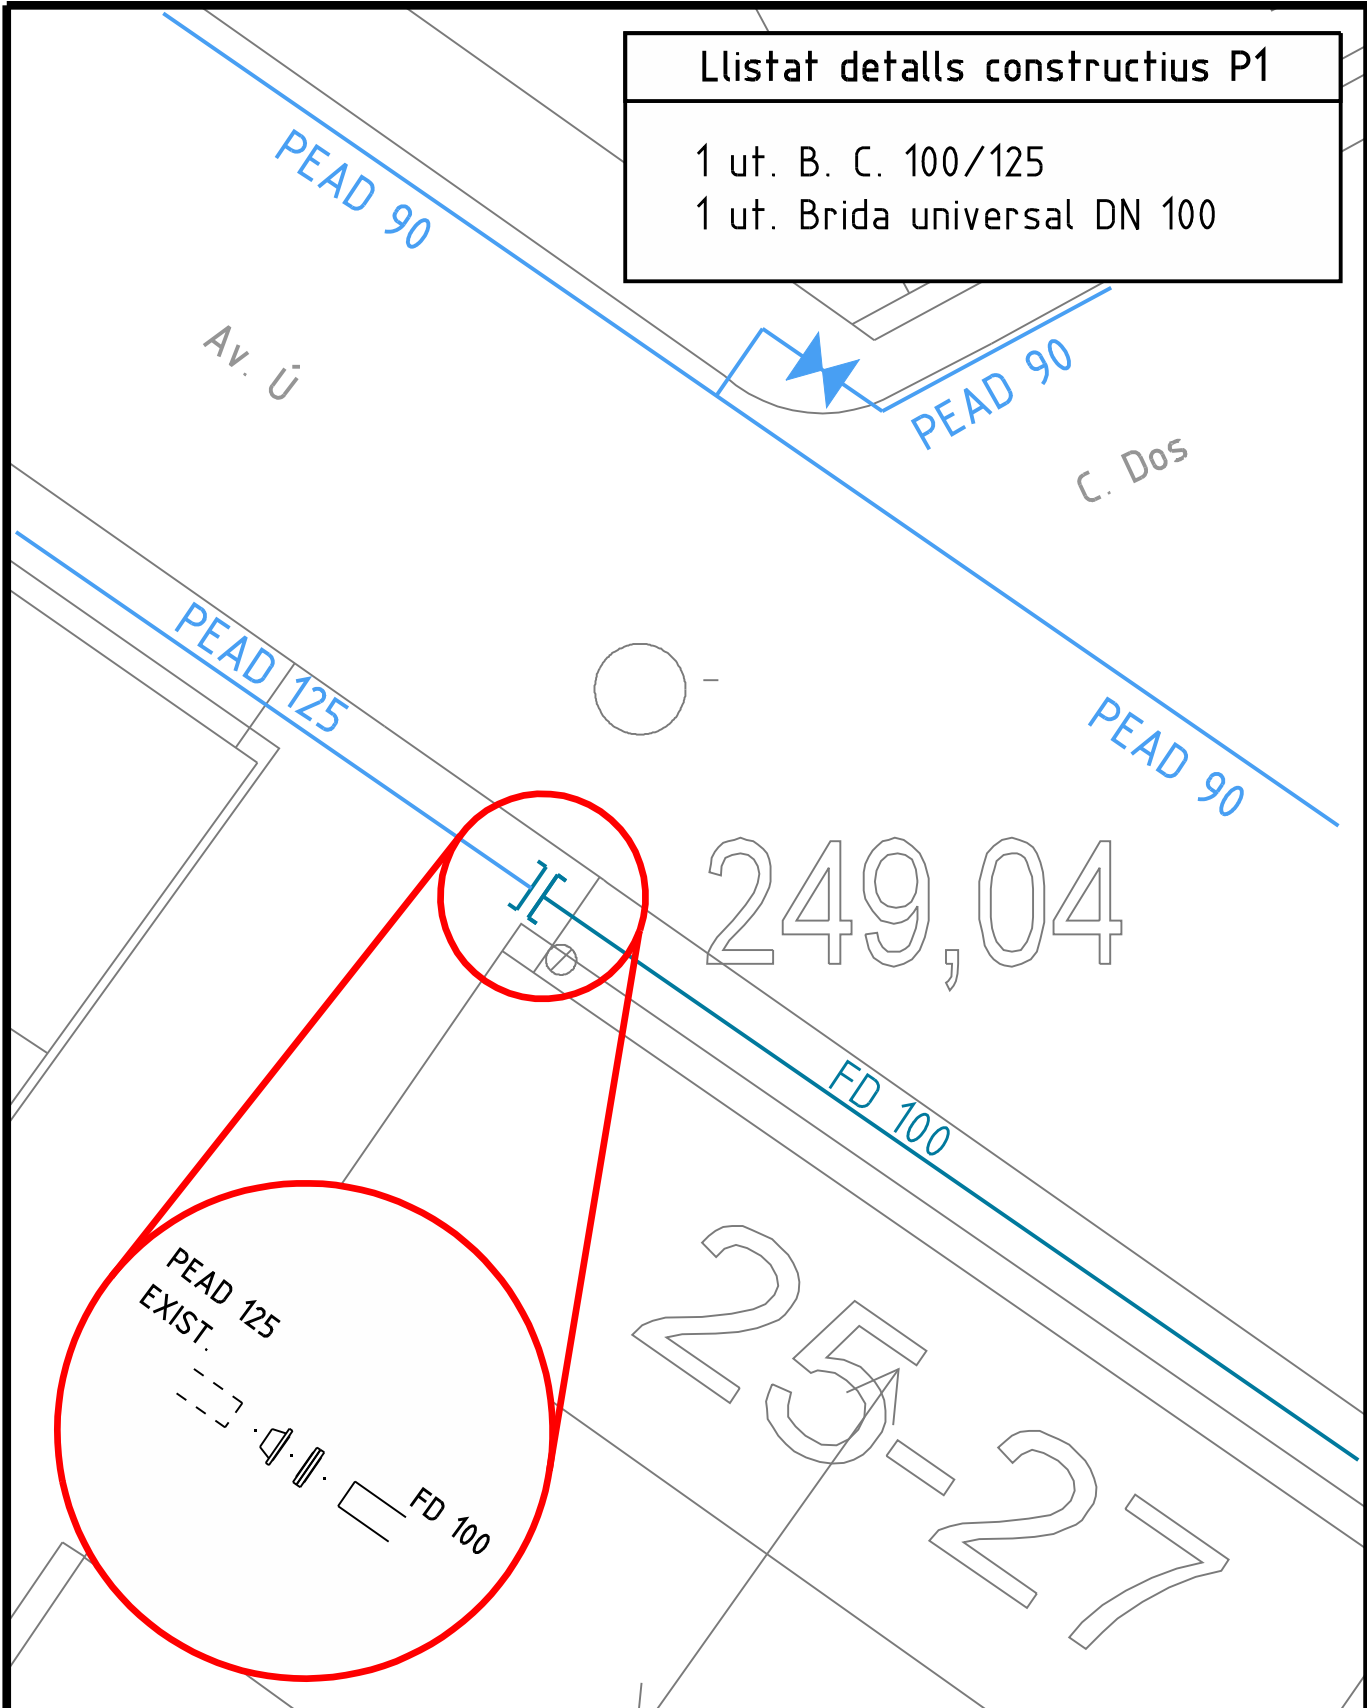 Llistat detalls constructius P1
1 ut. B. C. 100/125
1 ut. Brida universal DN 100
PEAD 90
Av. Ú
PEAD 90
C. Dos
PEAD 125
PEAD 90
249,04
FD 100
PEAD 125
EXIST.
FD 100
25-27